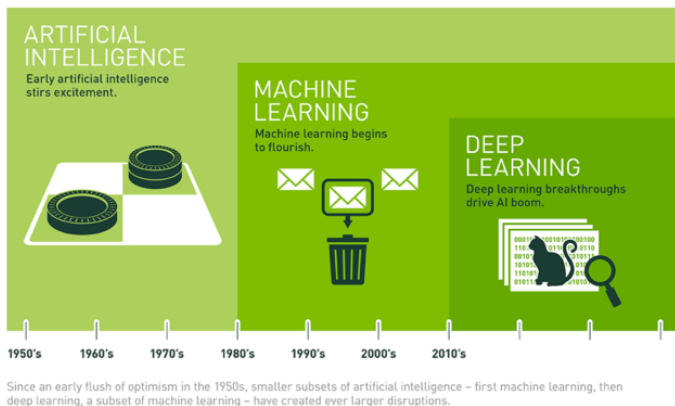 ARTIFICIAL
INTELLIGENCE
Early artificial intelligence
stirs excitement.
MACHINE
LEARNING
Machine learning begins
to flourish.
DEEP
LEARNING
Deep learning breakthroughs
drive AI boom.
1950's
1960's
1970's
1980's
1990's
2000's
2010's
Since an early flush of optimism in the 1950s, smaller subsets of artificial intelligence – first machine learning, then
deep learning, a subset of machine learning – have created ever larger disruptions.